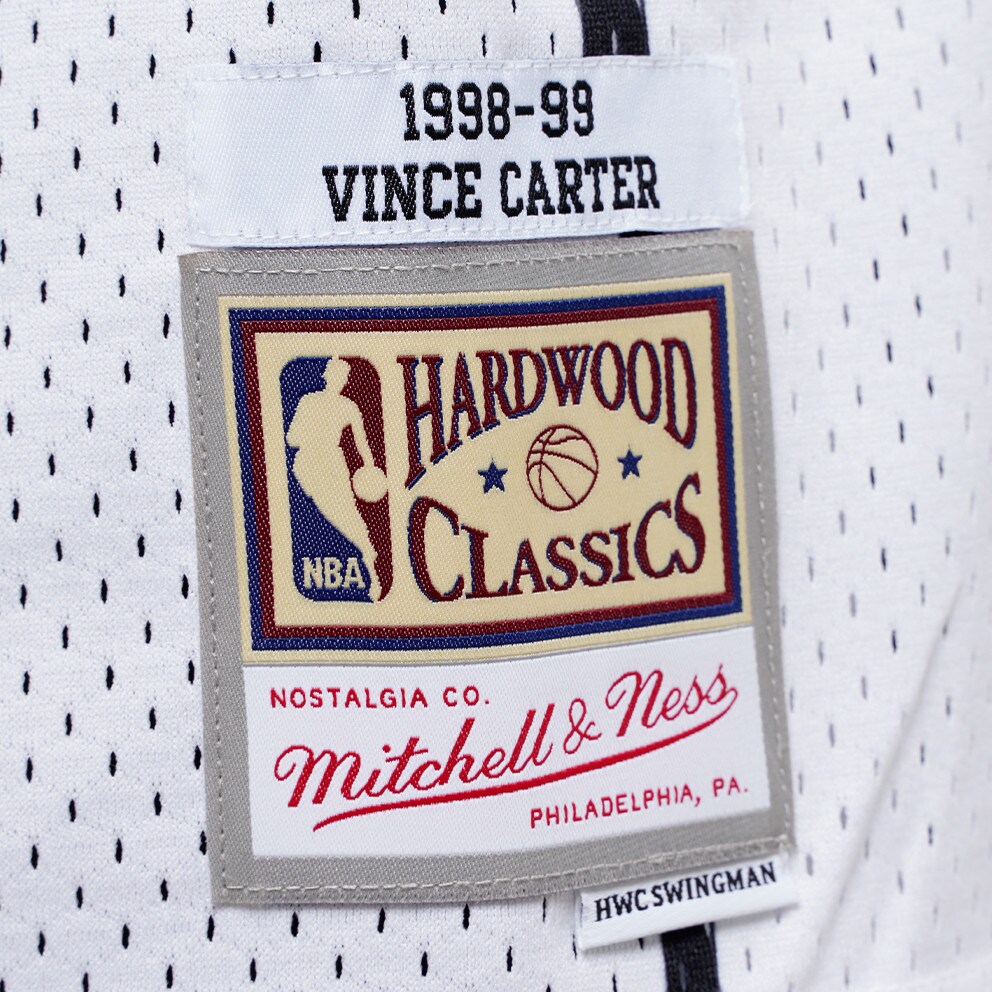 1998-99
VINCE CARTER
HARDWOOD
CLASSICS
NBA
NOSTALGIA CO.
Mitchell & Ness
PHILADELPHIA, PA.
HWC SWINGMAN